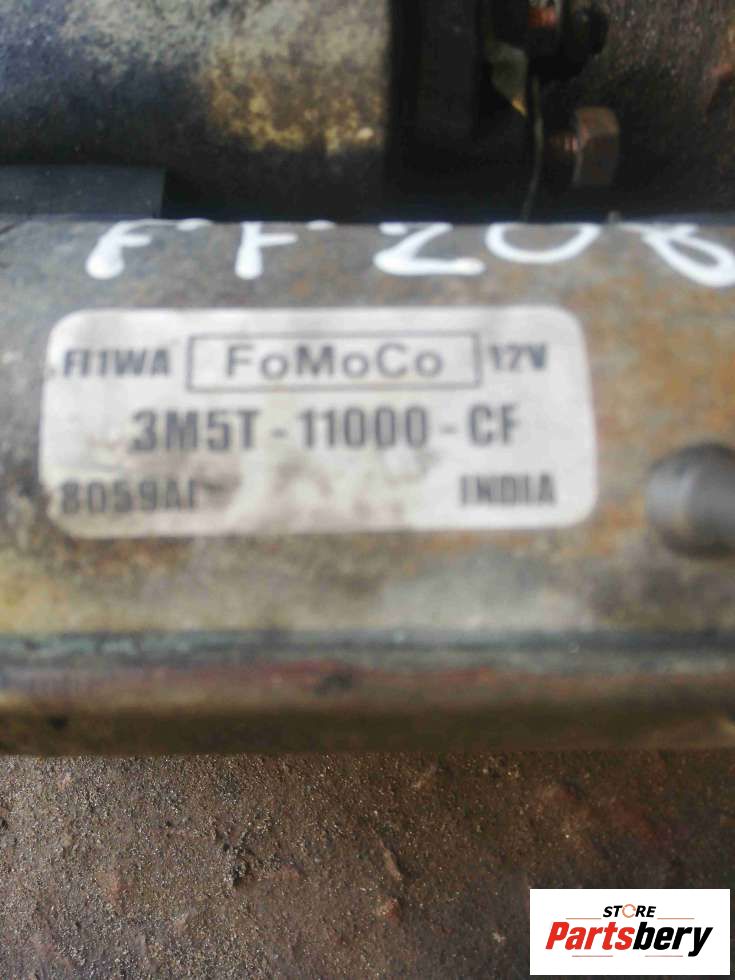 FF208
FI1WA FoMoCo 12V
3M5T-11000-CF
INDIA
STORE
Partsbery